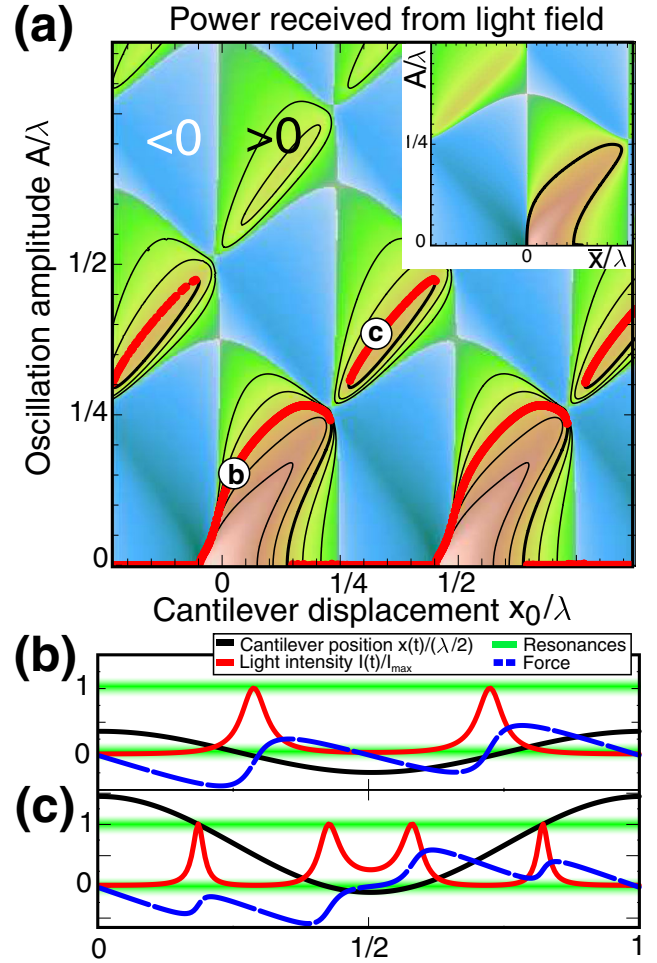 (a) Power received from light field
Oscillation amplitude A/λ
<0
>0
A/λ
1/4
0
0
x̄/λ
1/2
1/4
0
c
b
0
1/4
1/2
Cantilever displacement x₀/λ
(b)
Cantilever position x(t)/(λ/2)
Resonances
Light intensity I(t)/Iₘₐₓ
Force
1
0
(c)
1
0
0
1/2
1